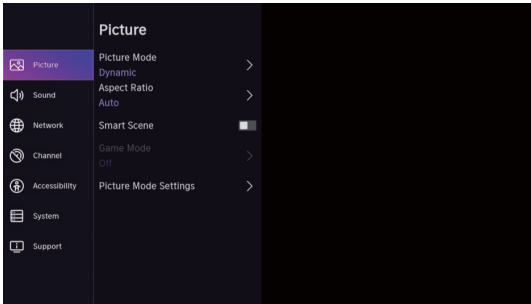 Picture
Picture
Sound
Network
Channel
Accessibility
System
Support
Picture Mode
Dynamic
Aspect Ratio
Auto
Smart Scene
Game Mode
Off
Picture Mode Settings